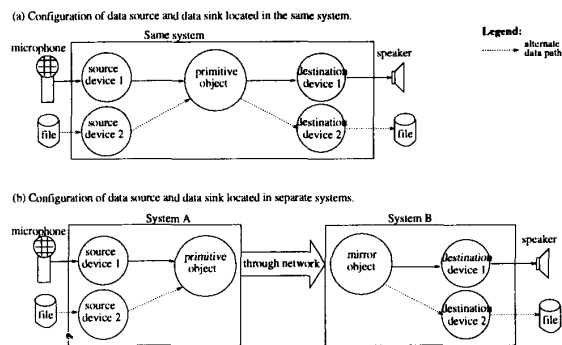 (a) Configuration of data source and data sink located in the same system.
Legend:
alternate
data path
Same system
microphone
speaker
source
device 1
primitive
object
destination
device 1
file
source
device 2
destination
device 2
file
(b) Configuration of data source and data sink located in separate systems.
System A
System B
microphone
speaker
source
device 1
primitive
object
through network
mirror
object
destination
device 1
file
source
device 2
destination
device 2
file